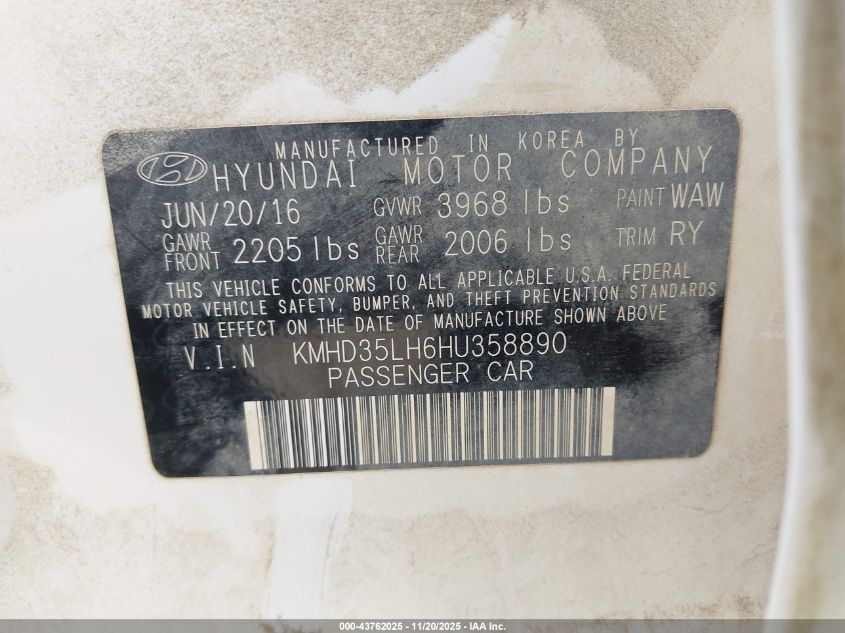 MANUFACTURED IN KOREA BY
HYUNDAI MOTOR COMPANY
JUN/20/16 GVWR 3968 lbs PAINT WAW
GAWR FRONT 2205 lbs GAWR REAR 2006 lbs TRIM RY
THIS VEHICLE CONFORMS TO ALL APPLICABLE U.S.A. FEDERAL
MOTOR VEHICLE SAFETY, BUMPER, AND THEFT PREVENTION STANDARDS
IN EFFECT ON THE DATE OF MANUFACTURE SHOWN ABOVE
V.I.N KMHD35LH6HU358890
PASSENGER CAR
000-43762025 - 11/20/2025 - IAA Inc.